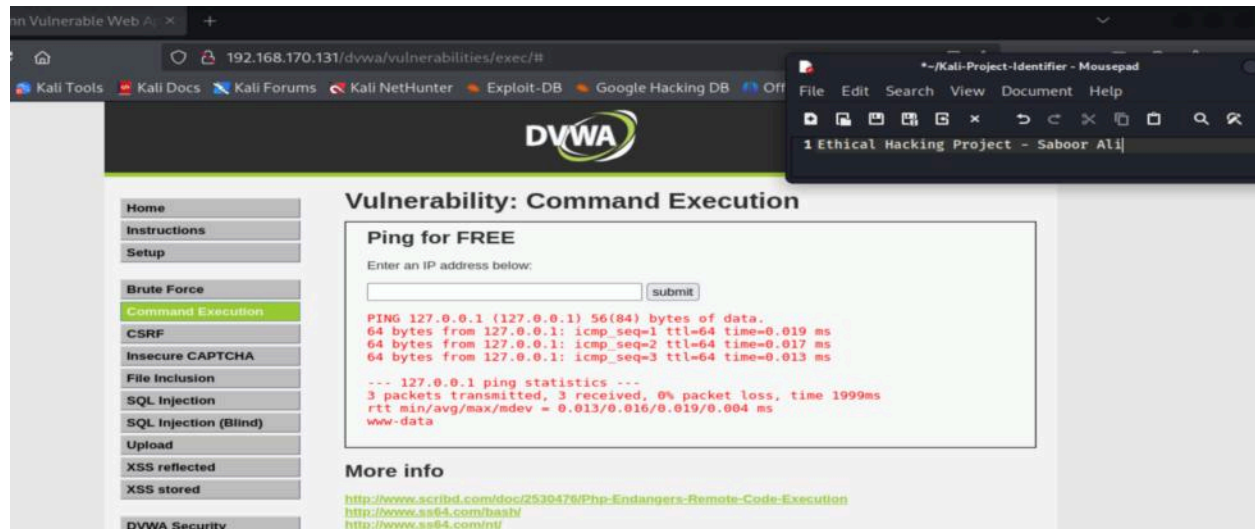 nn Vulnerable Web Ap
192.168.170.131/dvwa/vulnerabilities/exec/#
Kali Tools Kali Docs Kali Forums Kali NetHunter Exploit-DB Google Hacking DB Off
*~/Kali-Project-Identifier - Mousepad
File Edit Search View Document Help
1 Ethical Hacking Project - Saboor Ali
DVWA
Home
Instructions
Setup
Brute Force
Command Execution
CSRF
Insecure CAPTCHA
File Inclusion
SQL Injection
SQL Injection (Blind)
Upload
XSS reflected
XSS stored
DVWA Security
Vulnerability: Command Execution
Ping for FREE
Enter an IP address below:
submit
PING 127.0.0.1 (127.0.0.1) 56(84) bytes of data.
64 bytes from 127.0.0.1: icmp_seq=1 ttl=64 time=0.019 ms
64 bytes from 127.0.0.1: icmp_seq=2 ttl=64 time=0.017 ms
64 bytes from 127.0.0.1: icmp_seq=3 ttl=64 time=0.013 ms
--- 127.0.0.1 ping statistics ---
3 packets transmitted, 3 received, 0% packet loss, time 1999ms
rtt min/avg/max/mdev = 0.013/0.016/0.019/0.004 ms
www-data
More info
http://www.scribd.com/doc/2530476/Php-Endangers-Remote-Code-Execution
http://www.ss64.com/bash/
http://www.ss64.com/nt/